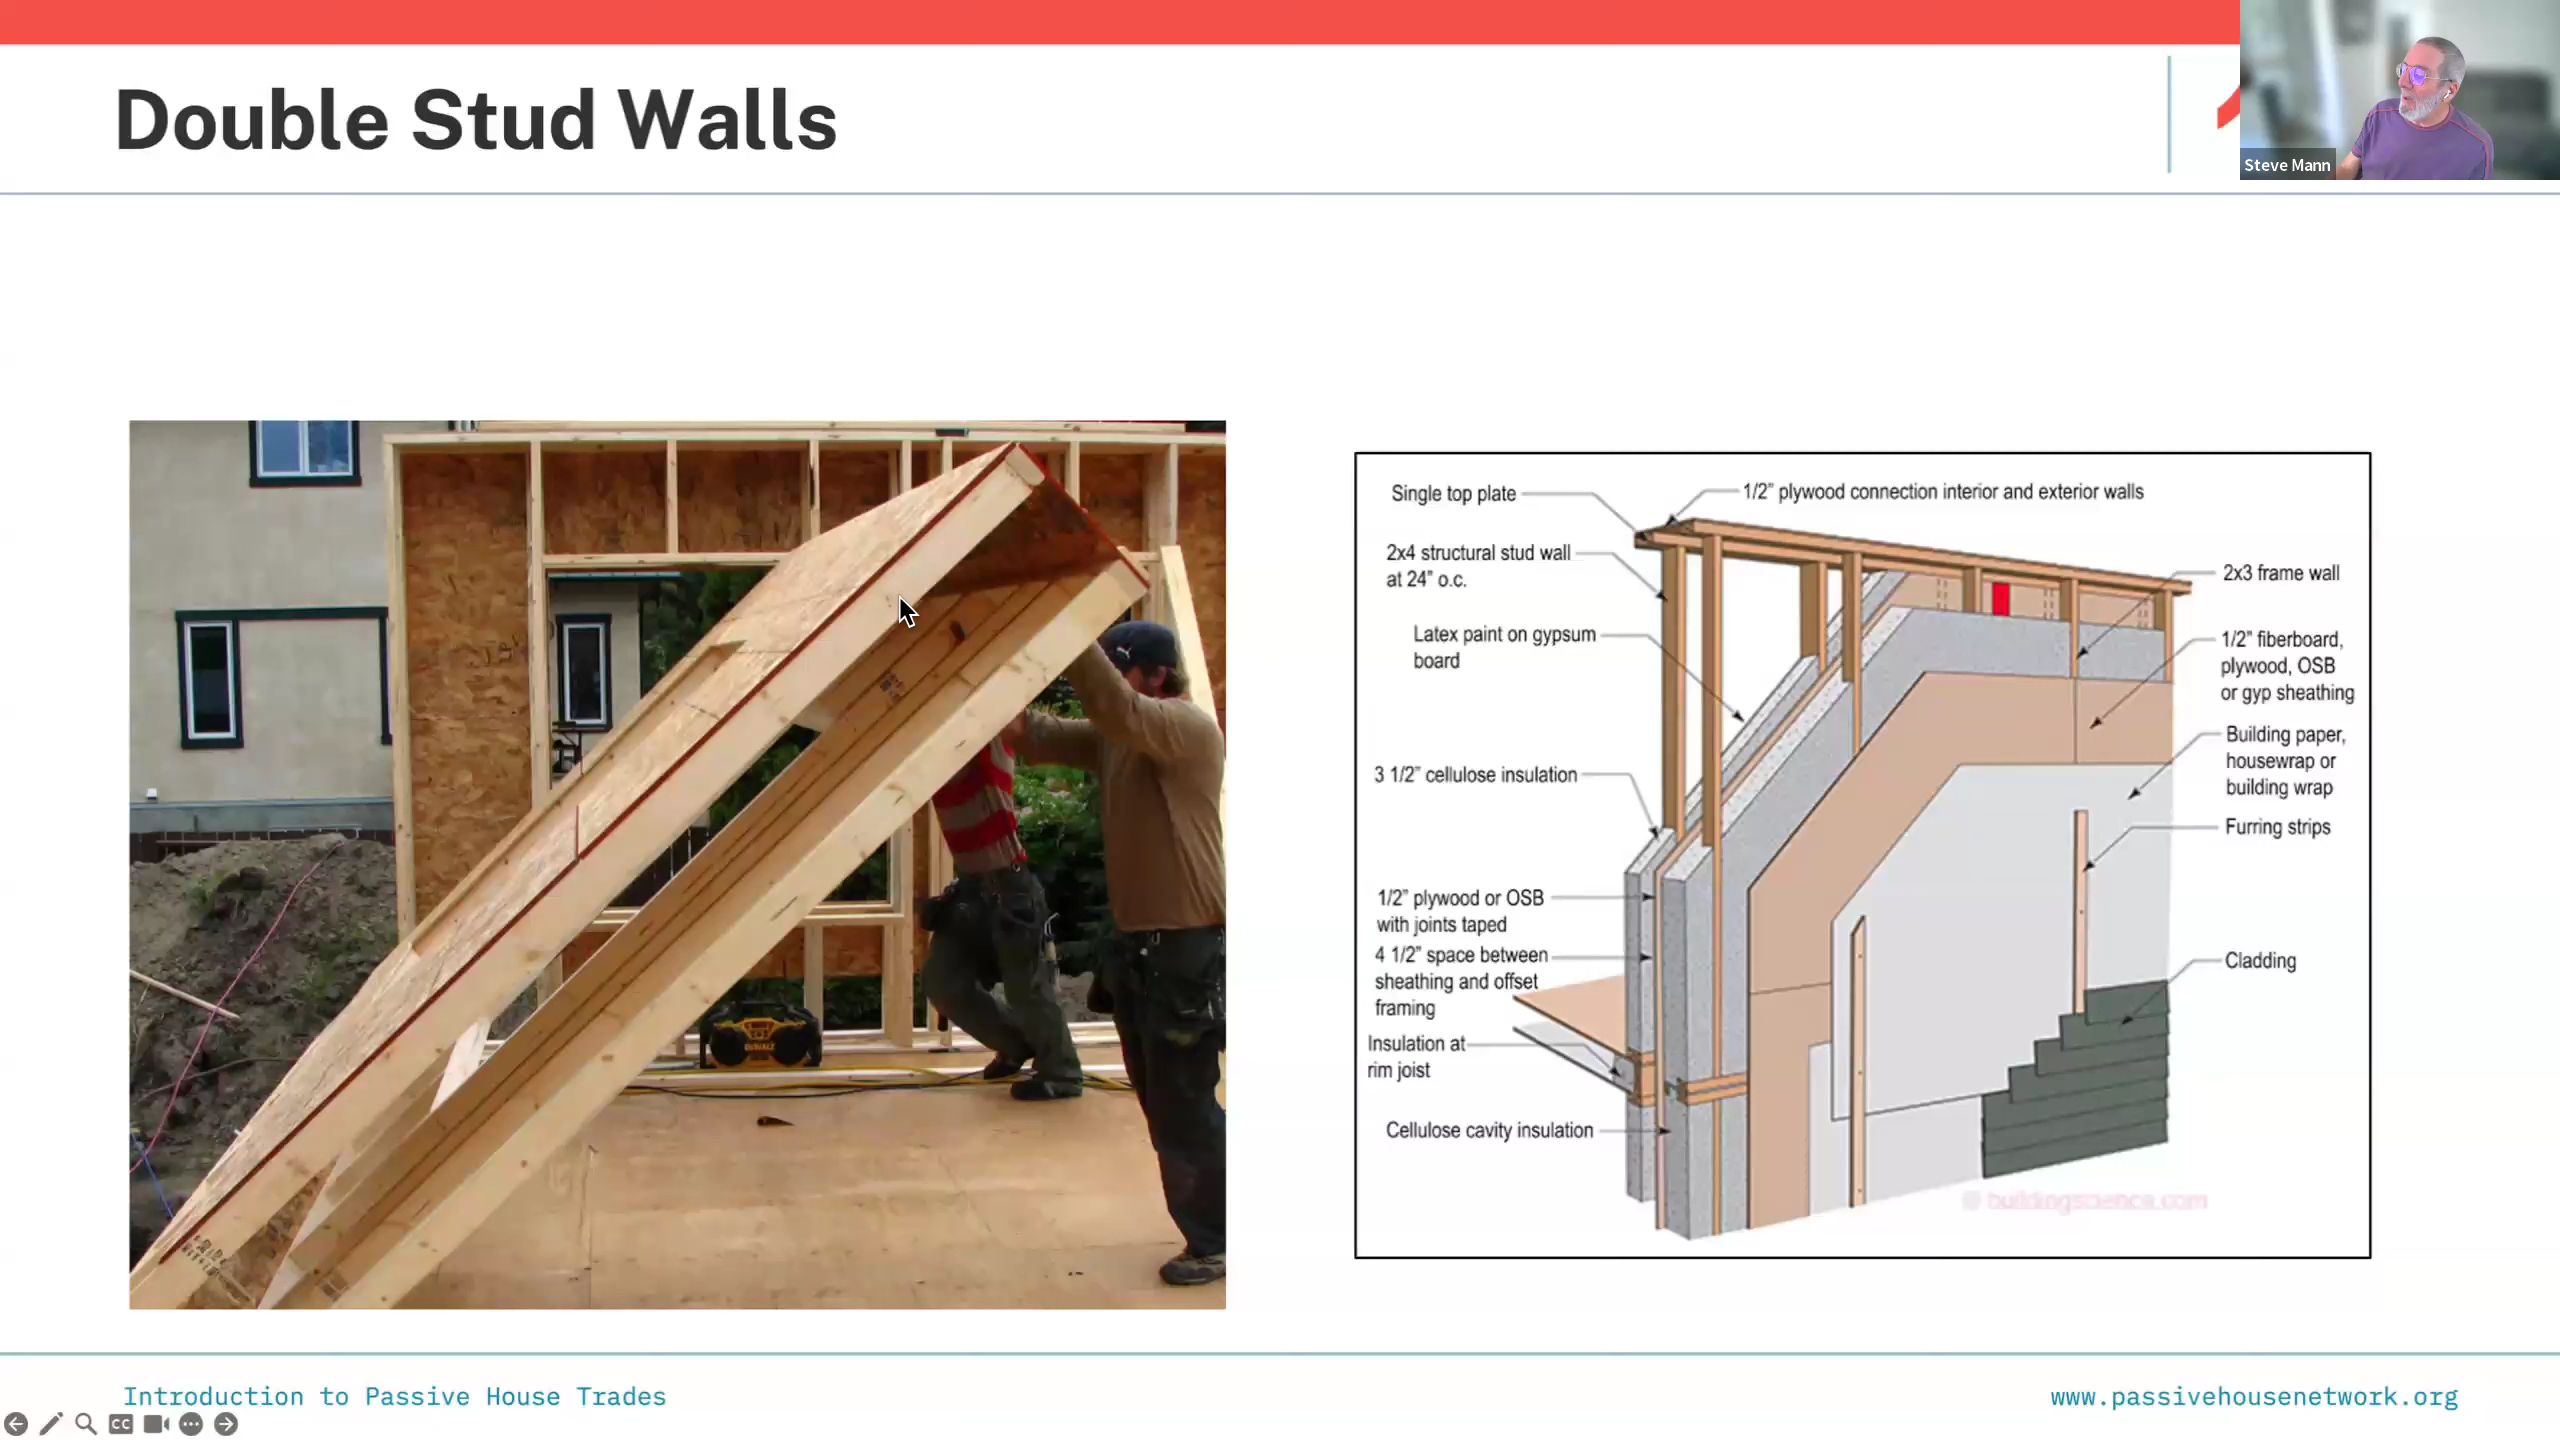 Double Stud Walls
Steve Mann
Single top plate
1/2" plywood connection interior and exterior walls
2x4 structural stud wall
at 24" o.c.
2x3 frame wall
Latex paint on gypsum
board
1/2" fiberboard,
plywood, OSB
or gyp sheathing
Building paper,
housewrap or
building wrap
3 1/2" cellulose insulation
Furring strips
1/2" plywood or OSB
with joints taped
4 1/2" space between
sheathing and offset
framing
Cladding
Insulation at
rim joist
Cellulose cavity insulation
buildingscience.com
Introduction to Passive House Trades
www.passivehousenetwork.org
CC